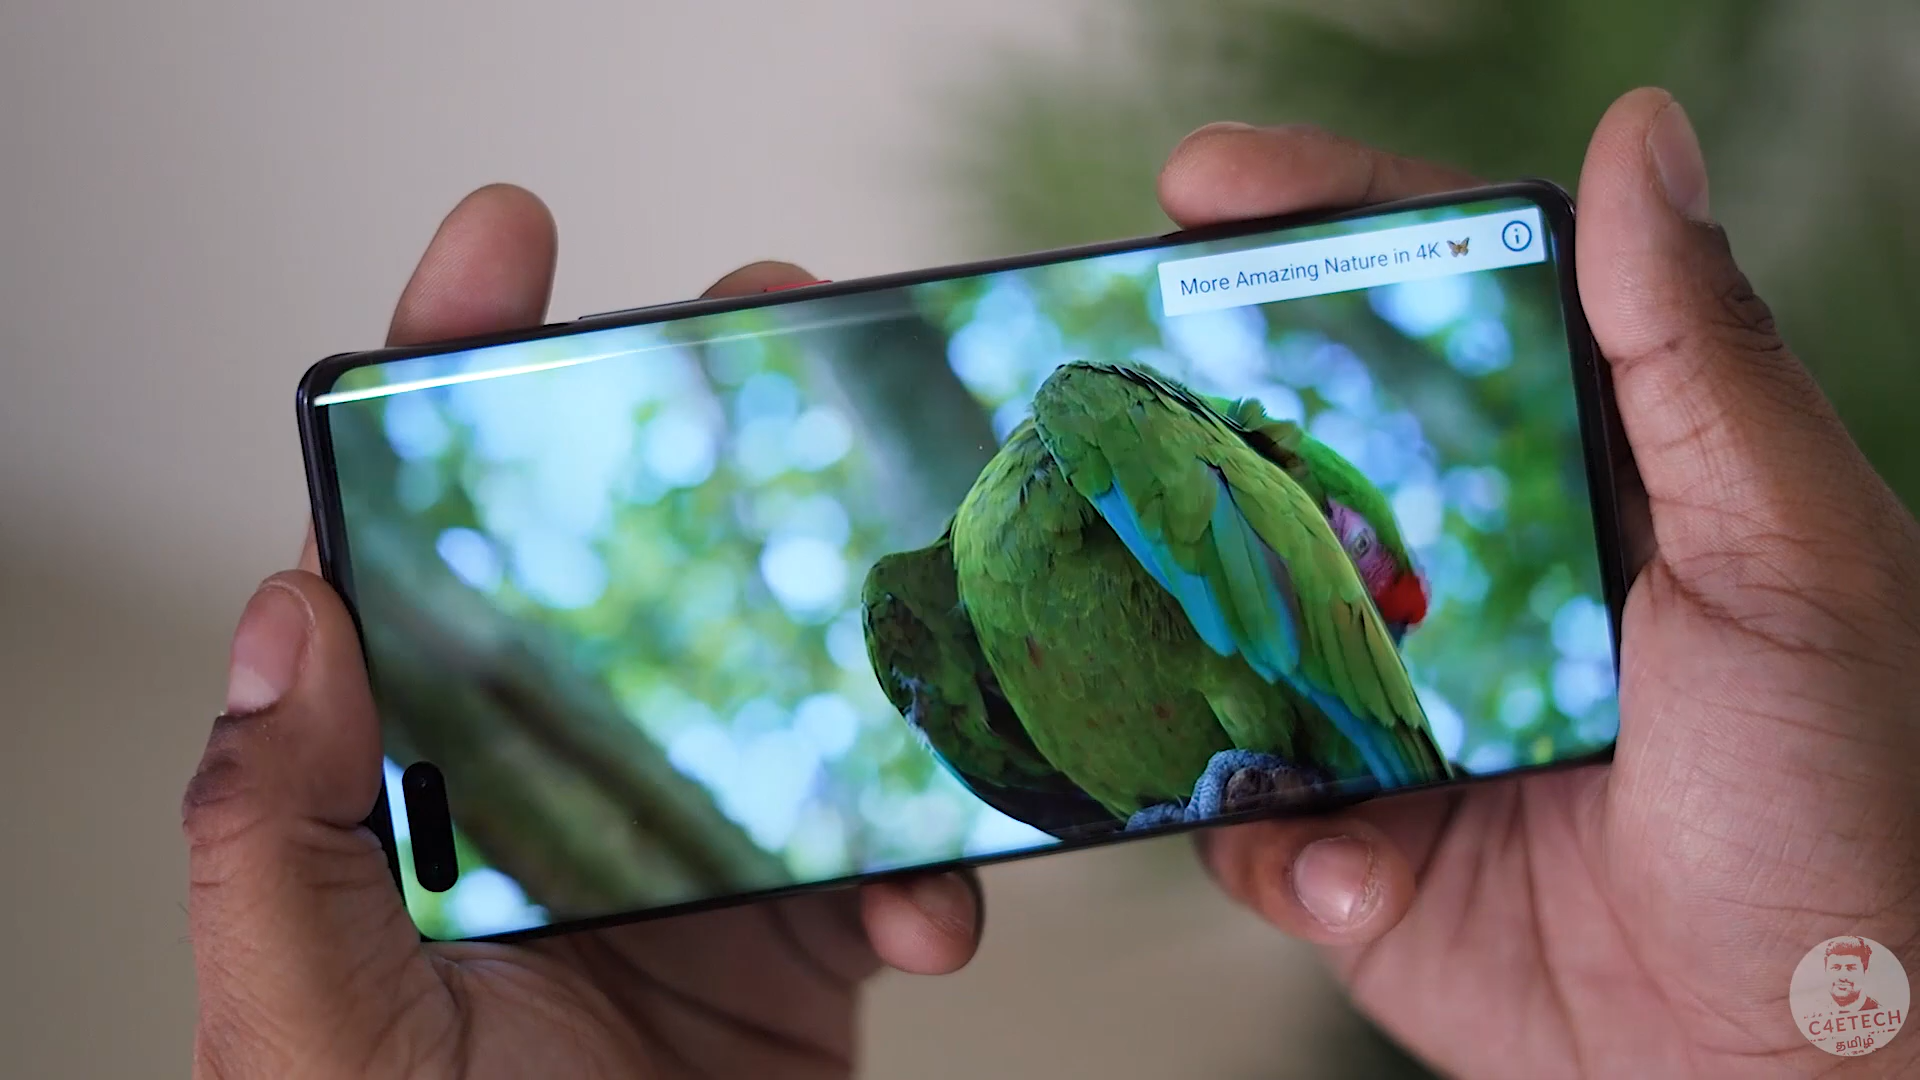 More Amazing Nature in 4K 🦋
C4ETECH
தமிழ்